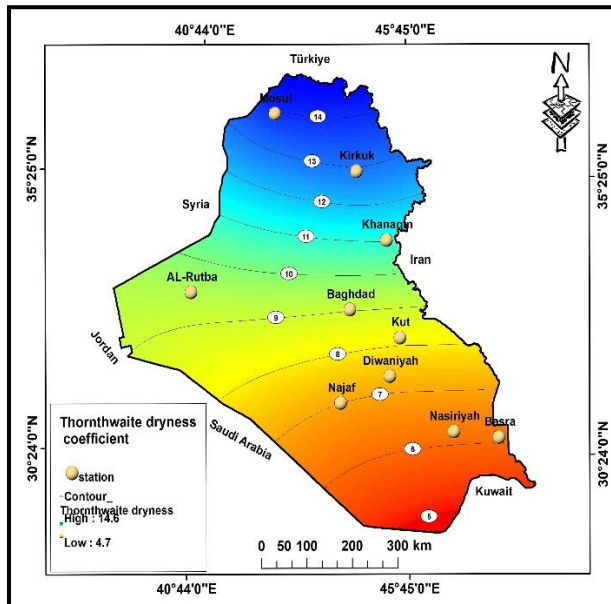 40°44'0"E
45°45'0"E
Türkiye
N
Mosul
14
35°25'0"N
35°25'0"N
13
Kirkuk
12
Syria
11
Khanaqin
Iran
10
AL-Rutba
Baghdad
9
Kut
Jordan
8
Diwaniyah
7
Najaf
Saudi Arabia
Nasiriyah
Basra
30°24'0"N
30°24'0"N
6
Kuwait
5
Thornthwaite dryness
coefficient
station
Contour_
Thornthwaite dryness
High : 14.6
Low : 4.7
0 50 100 200 300 km
40°44'0"E
45°45'0"E